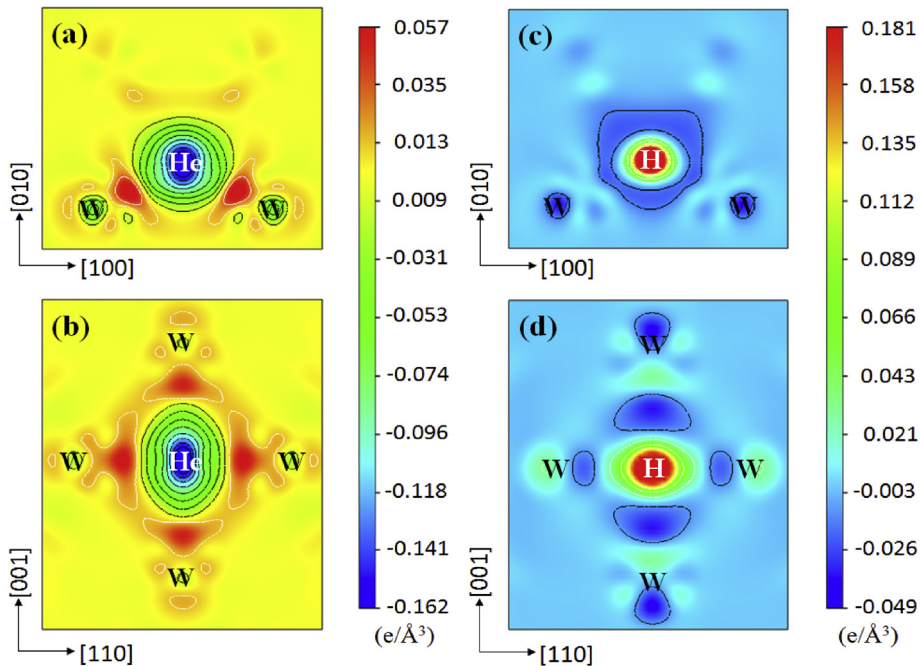 (a)
He
W W
[010]
[100]
(b)
W
W He W
W
[001]
[110]
0.057
0.035
0.013
0.009
-0.031
-0.053
-0.074
-0.096
-0.118
-0.141
-0.162
(e/Å³)
(c)
H
W W
[010]
[100]
(d)
W
W H W
W
[001]
[110]
0.181
0.158
0.135
0.112
0.089
0.066
0.043
0.021
-0.003
-0.026
-0.049
(e/Å³)